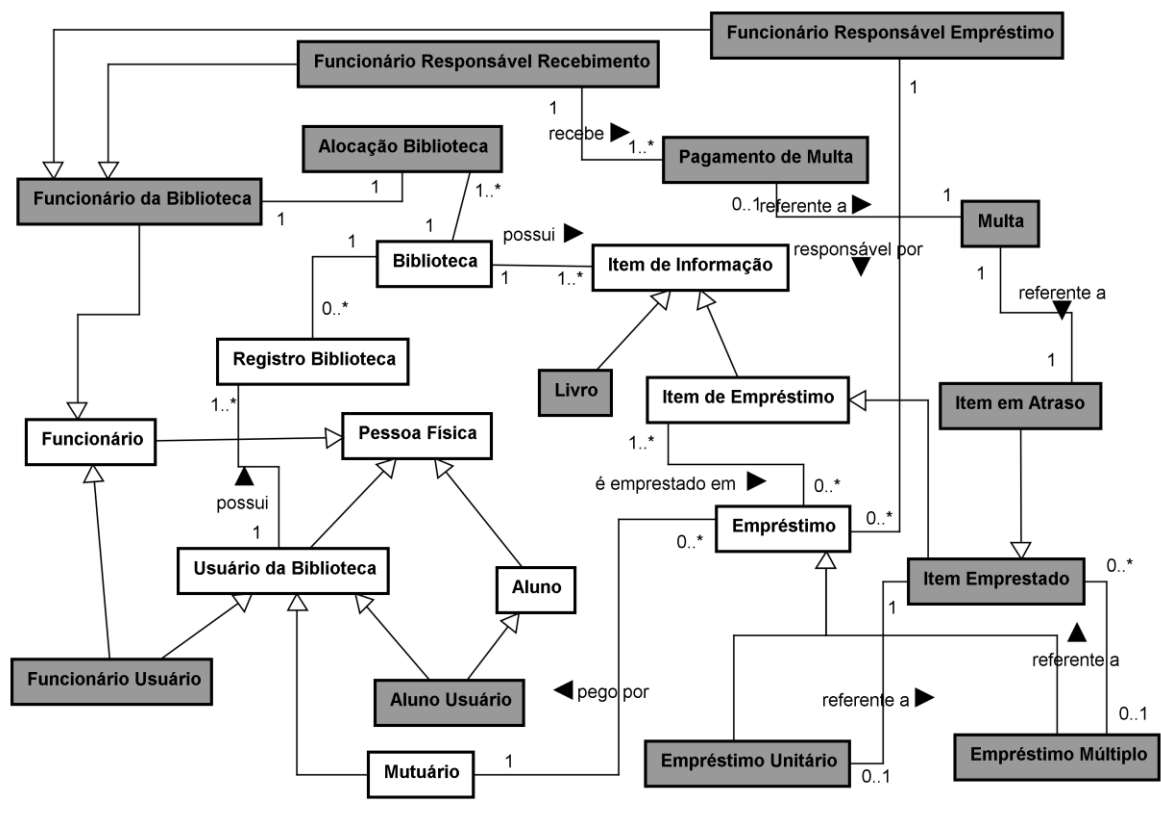 Funcionário Responsável Empréstimo
Funcionário Responsável Recebimento
1
1
recebe
1..*
Alocação Biblioteca
Pagamento de Multa
Funcionário da Biblioteca
1
1
1..*
0..1
referente a
1
Multa
1
possui
1
Biblioteca
1
1..*
Item de Informação
responsável por
1
referente a
0..*
Registro Biblioteca
1
1..*
Livro
Item de Empréstimo
Item em Atraso
Funcionário
Pessoa Física
1..*
é emprestado em
0..*
possui
1
Empréstimo
0..*
0..*
Usuário da Biblioteca
Aluno
Item Emprestado
0..*
1
referente a
Funcionário Usuário
Aluno Usuário
pego por
referente a
0..1
Mutuário
1
Empréstimo Unitário
0..1
Empréstimo Múltiplo